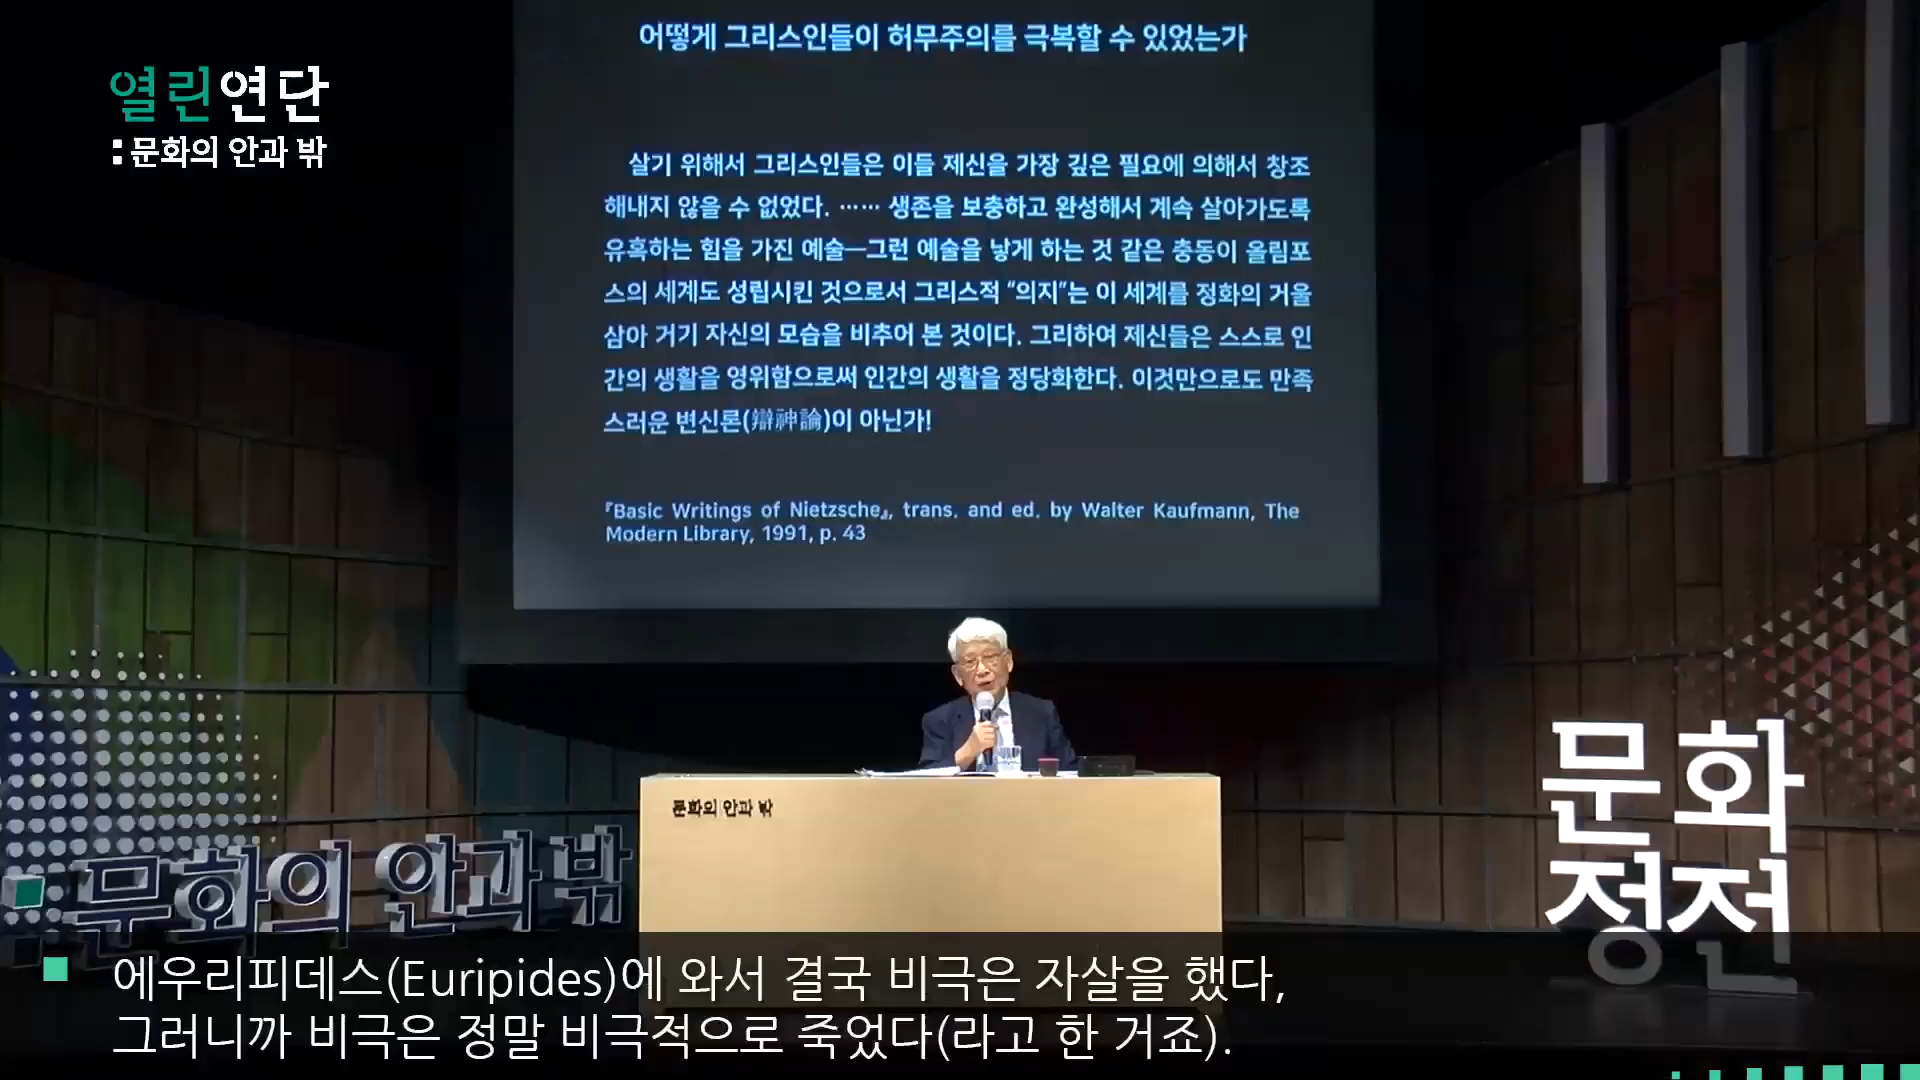 열린연단
:문화의 안과 밖
어떻게 그리스인들이 허무주의를 극복할 수 있었는가
살기 위해서 그리스인들은 이들 제신을 가장 깊은 필요에 의해서 창조
해내지 않을 수 없었다. …… 생존을 보충하고 완성해서 계속 살아가도록
유혹하는 힘을 가진 예술—그런 예술을 낳게 하는 것 같은 충동이 올림포
스의 세계도 성립시킨 것으로서 그리스적 “의지”는 이 세계를 정화의 거울
삼아 거기 자신의 모습을 비추어 본 것이다. 그리하여 제신들은 스스로 인
간의 생활을 영위함으로써 인간의 생활을 정당화한다. 이것만으로도 만족
스러운 변신론(辯神論)이 아닌가!
『Basic Writings of Nietzsche』, trans. and ed. by Walter Kaufmann, The
Modern Library, 1991, p. 43
문화의 안과 밖
:문화의 안과 밖
문화
정전
에우리피데스(Euripides)에 와서 결국 비극은 자살을 했다,
그러니까 비극은 정말 비극적으로 죽었다(라고 한 거죠).